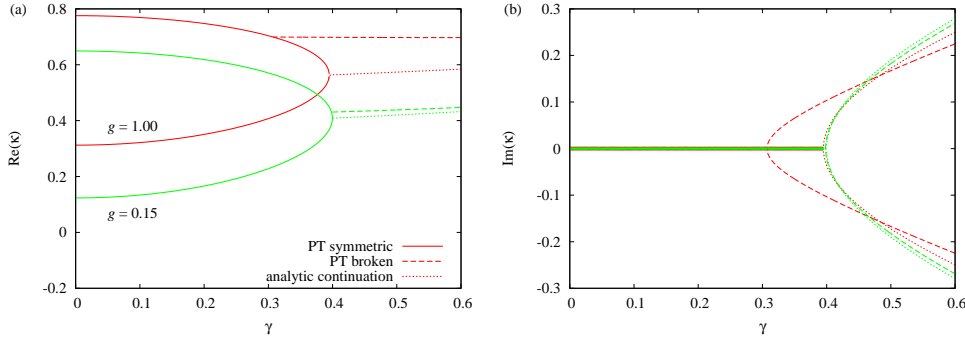 (a)
0.8
0.6
0.4
0.2
0
-0.2
Re(κ)
0
0.1
0.2
0.3
0.4
0.5
0.6
γ
g = 1.00
g = 0.15
PT symmetric
PT broken
analytic continuation
(b)
0.3
0.2
0.1
0
-0.1
-0.2
-0.3
Im(κ)
0
0.1
0.2
0.3
0.4
0.5
0.6
γ